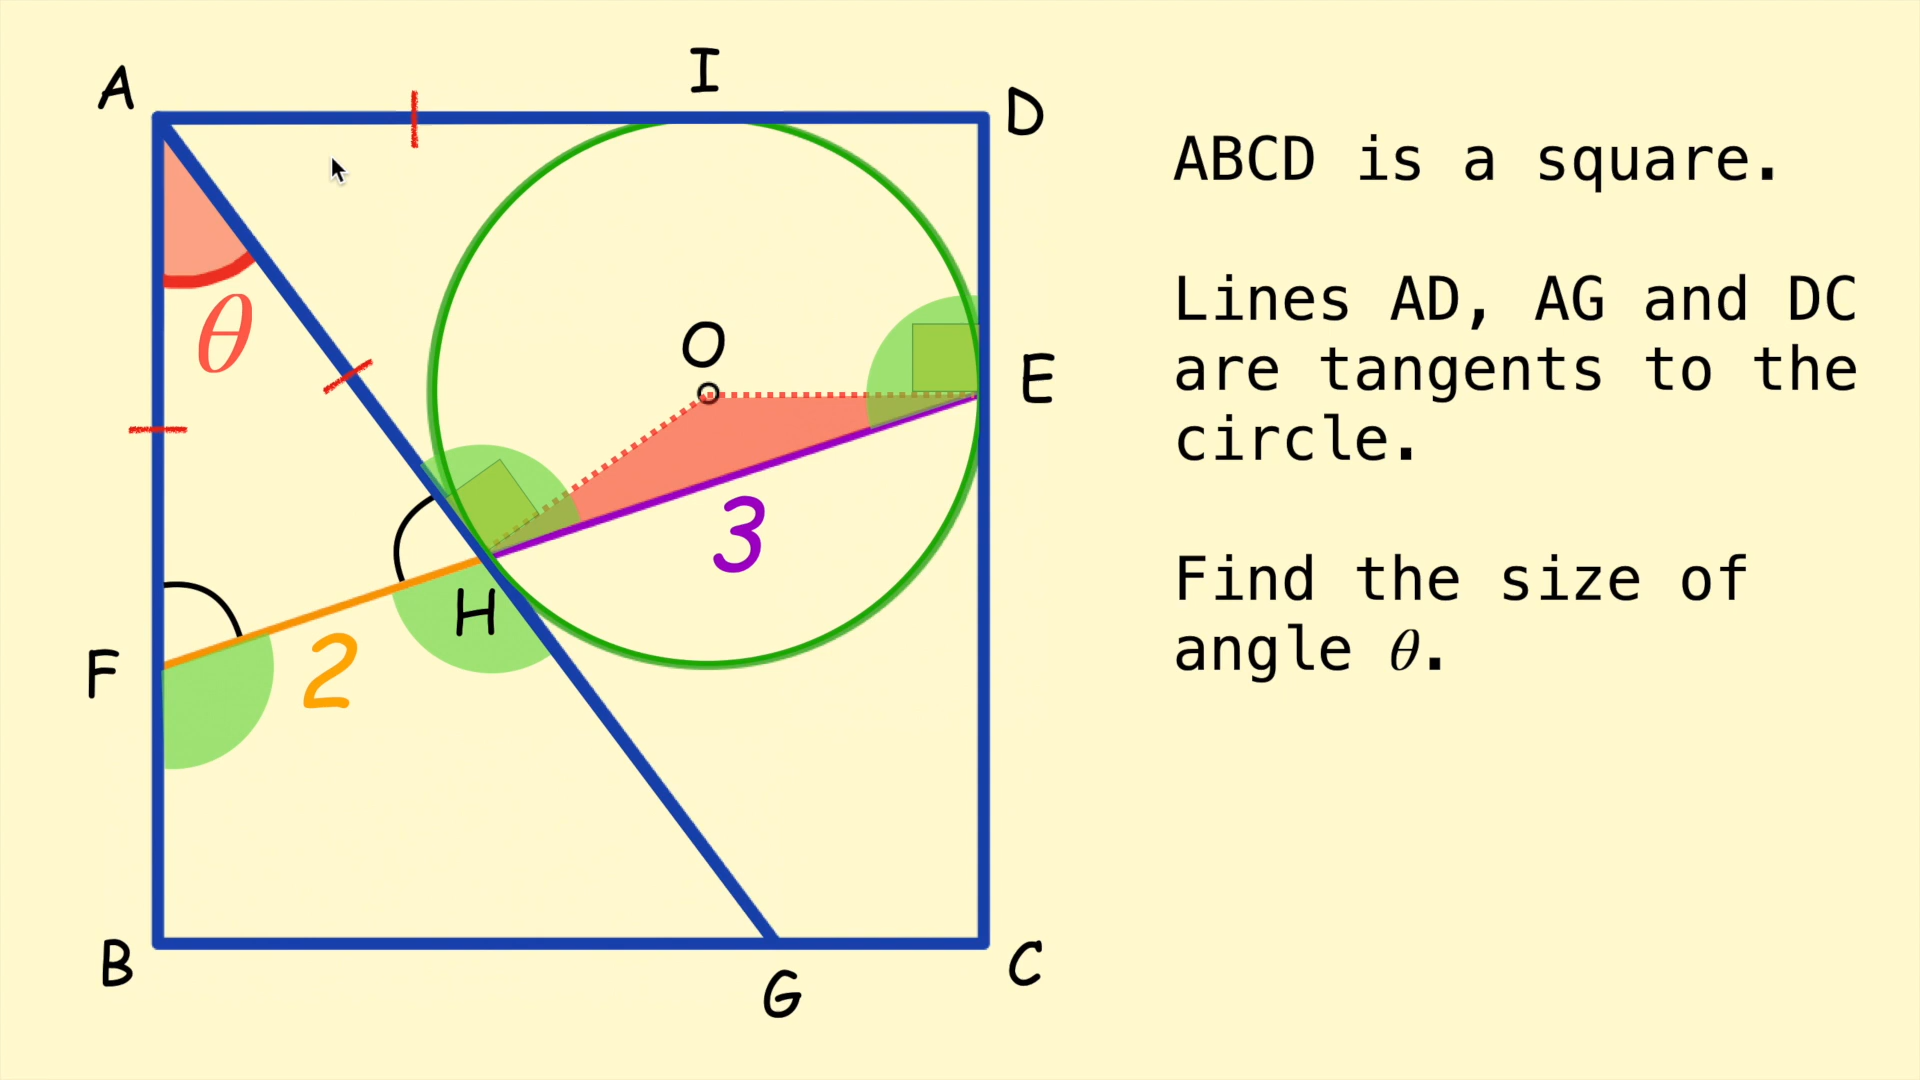 A
I
D
ABCD is a square.
Lines AD, AG and DC
are tangents to the
circle.
Find the size of
angle θ.
θ
O
E
3
H
F
2
B
C
G